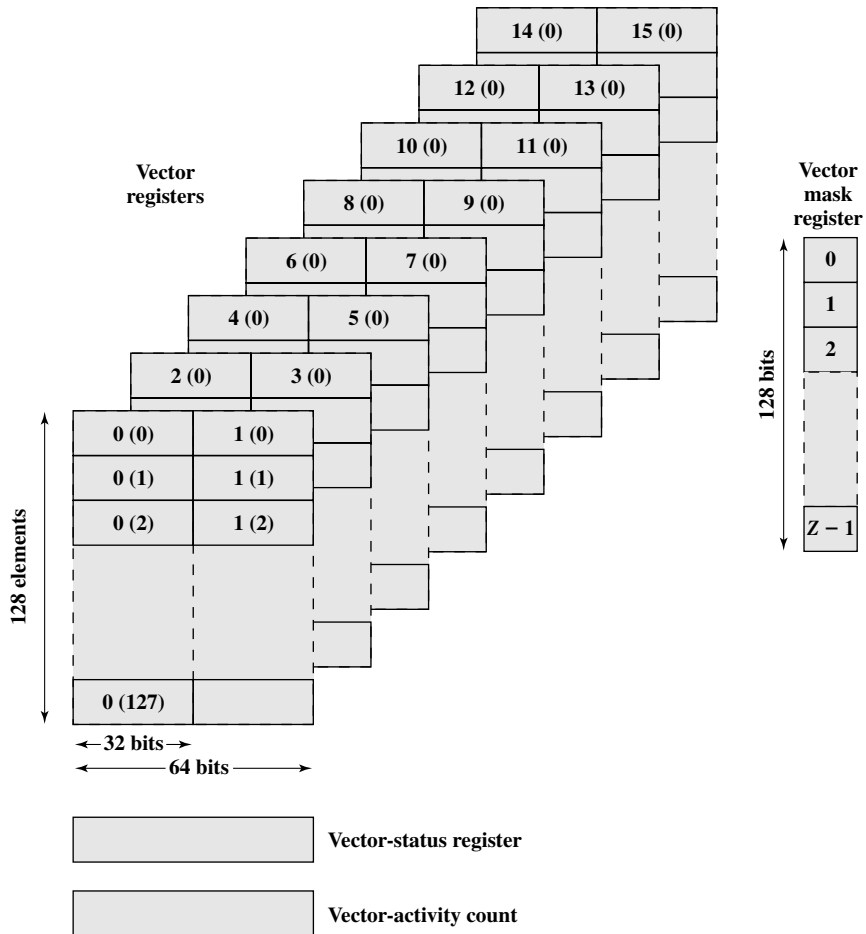 14 (0) 15 (0)
12 (0) 13 (0)
10 (0) 11 (0)
Vector
registers
8 (0) 9 (0)
6 (0) 7 (0)
4 (0) 5 (0)
2 (0) 3 (0)
0 (0) 1 (0)
0 (1) 1 (1)
0 (2) 1 (2)
0 (127)
128 elements
32 bits
64 bits
Vector
mask
register
0
1
2
Z – 1
128 bits
Vector-status register
Vector-activity count